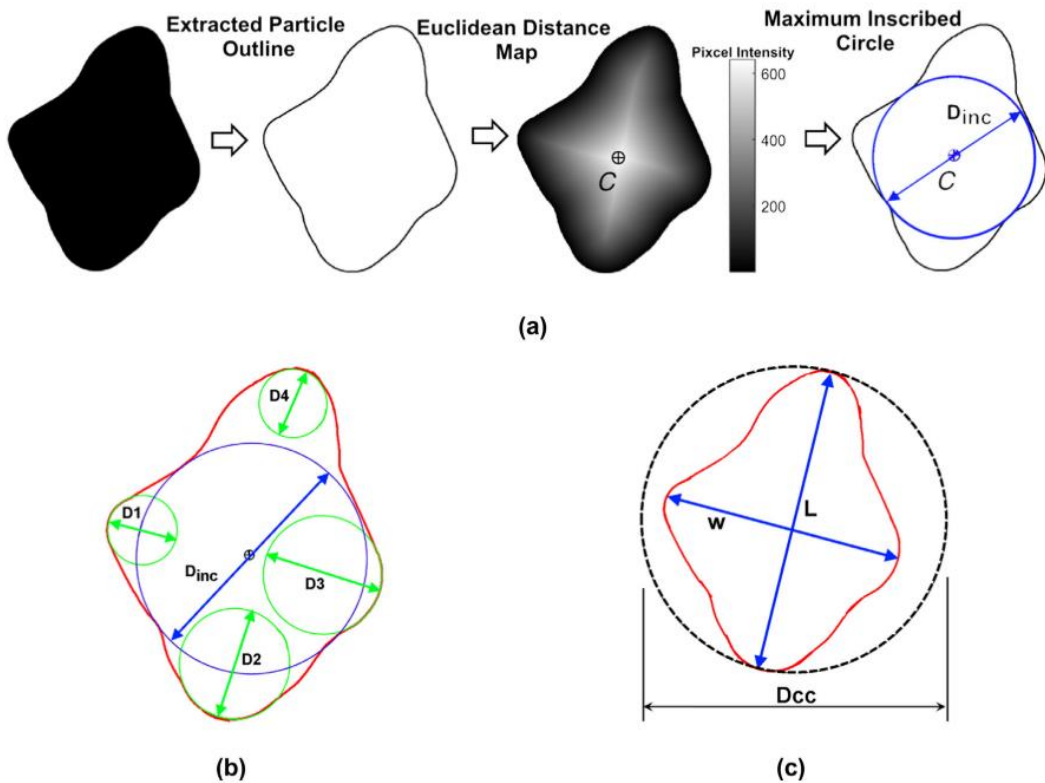 Extracted Particle
Outline
Euclidean Distance
Map
Maximum Inscribed
Circle
Pixcel Intensity
600
400
200
C
Dinc
C
(a)
D4
D1
Dinc
D3
D2
(b)
L
w
Dcc
(c)